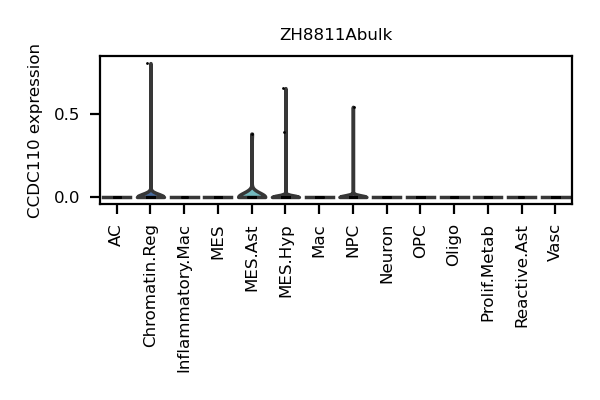 ZH8811Abulk
CCDC110 expression
0.5
0.0
AC
Chromatin.Reg
Inflammatory.Mac
MES
MES.Ast
MES.Hyp
Mac
NPC
Neuron
OPC
Oligo
Prolif.Metab
Reactive.Ast
Vasc